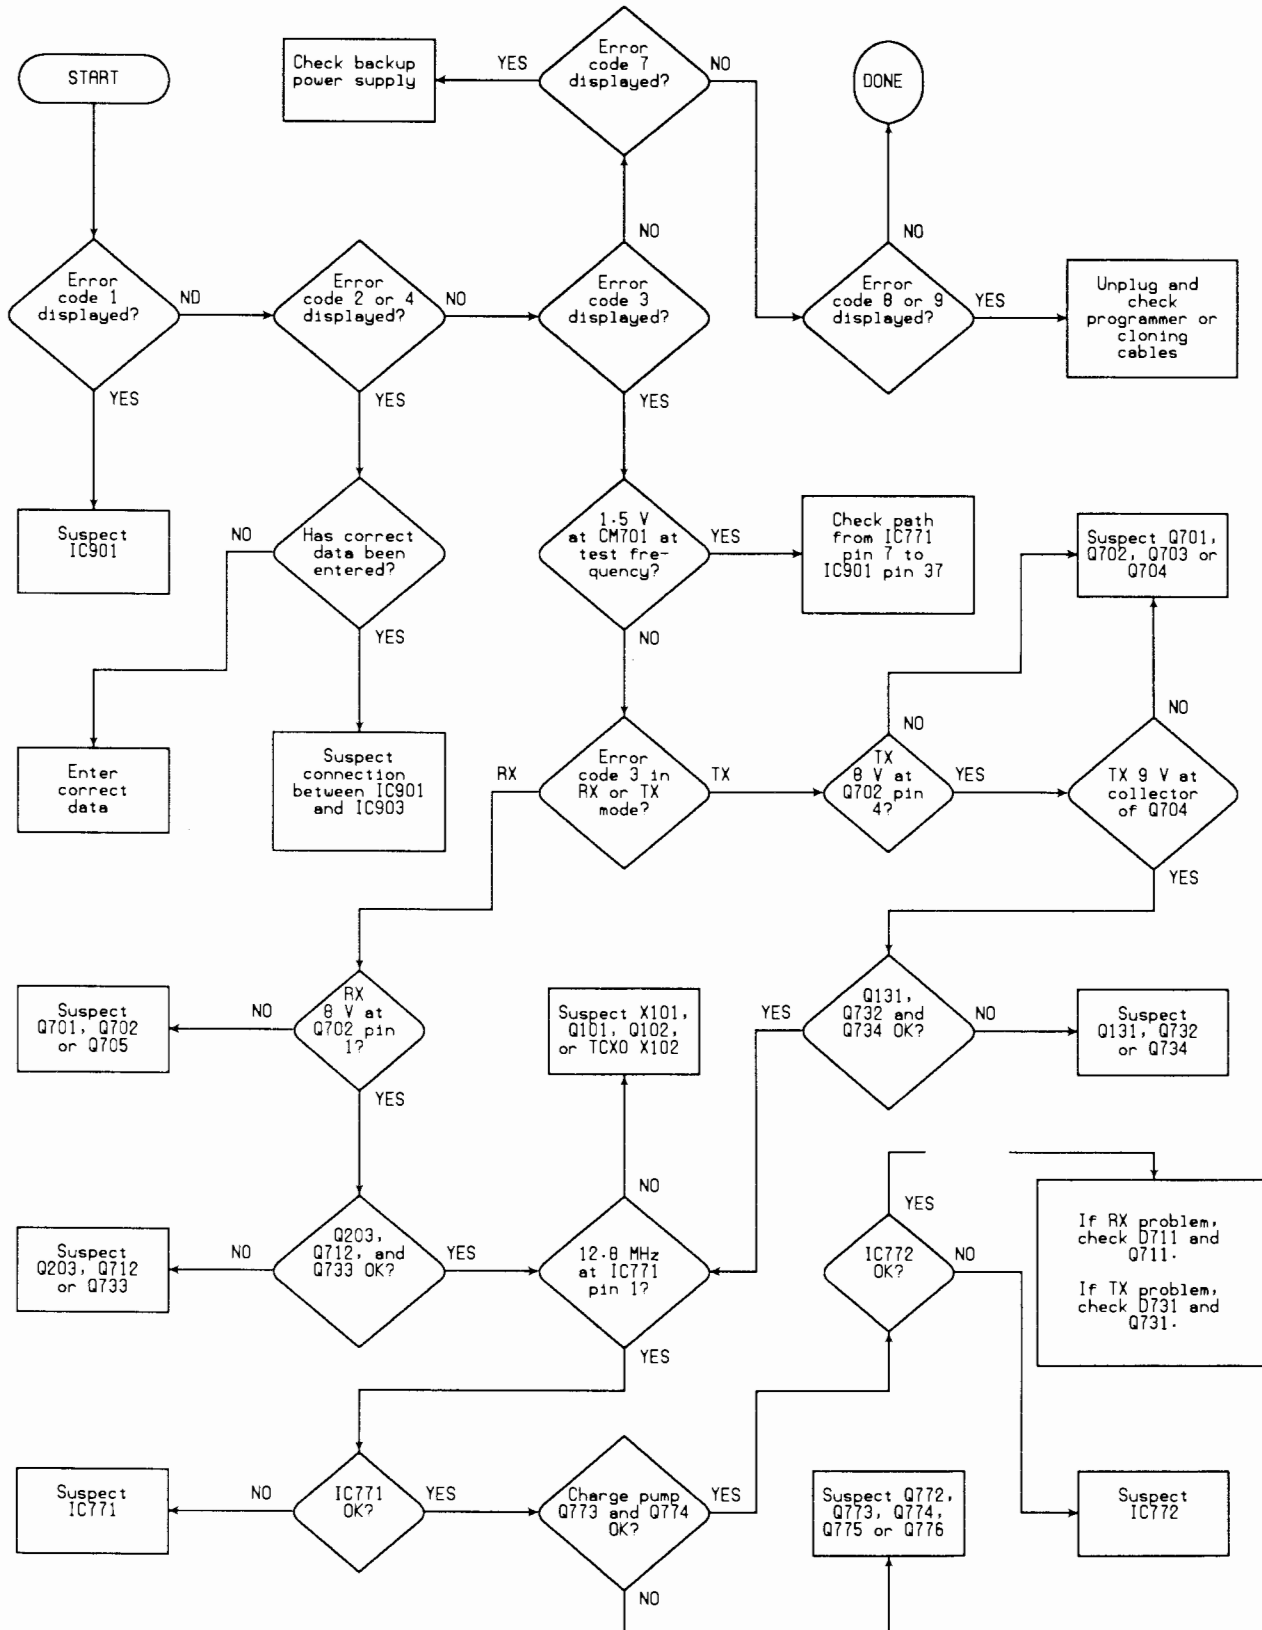 START
Check backup
power supply
YES
Error
code 7
displayed?
NO
DONE
Error
code 1
displayed?
NO
YES
Error
code 2 or 4
displayed?
NO
YES
NO
Error
code 3
displayed?
YES
NO
Error
code 8 or 9
displayed?
YES
Unplug and
check
programmer or
cloning
cables
Suspect
IC901
NO
Has correct
data been
entered?
YES
1.5 V
at CM701 at
test fre-
quency?
YES
NO
Check path
from IC771
pin 7 to
IC901 pin 37
Suspect Q701,
Q702, Q703 or
Q704
Enter
correct
data
Suspect
connection
between IC901
and IC903
RX
Error
code 3 in
RX or TX
mode?
TX
NO
TX
8 V at
Q702 pin
4?
YES
NO
TX 9 V at
collector
of Q704
YES
Suspect
Q701, Q702
or Q705
NO
RX
8 V at
Q702 pin
1?
YES
Suspect X101,
Q101, Q102,
or TCXO X102
YES
Q131,
Q732 and
Q734 OK?
NO
Suspect
Q131, Q732
or Q734
Suspect
Q203, Q712
or Q733
NO
Q203,
Q712, and
Q733 OK?
YES
NO
12.8 MHz
at IC771
pin 1?
YES
YES
IC772
OK?
NO
If RX problem,
check D711 and
Q711.
If TX problem,
check D731 and
Q731.
Suspect
IC771
NO
IC771
OK?
YES
Charge pump
Q773 and Q774
OK?
YES
NO
Suspect Q772,
Q773, Q774,
Q775 or Q776
Suspect
IC772